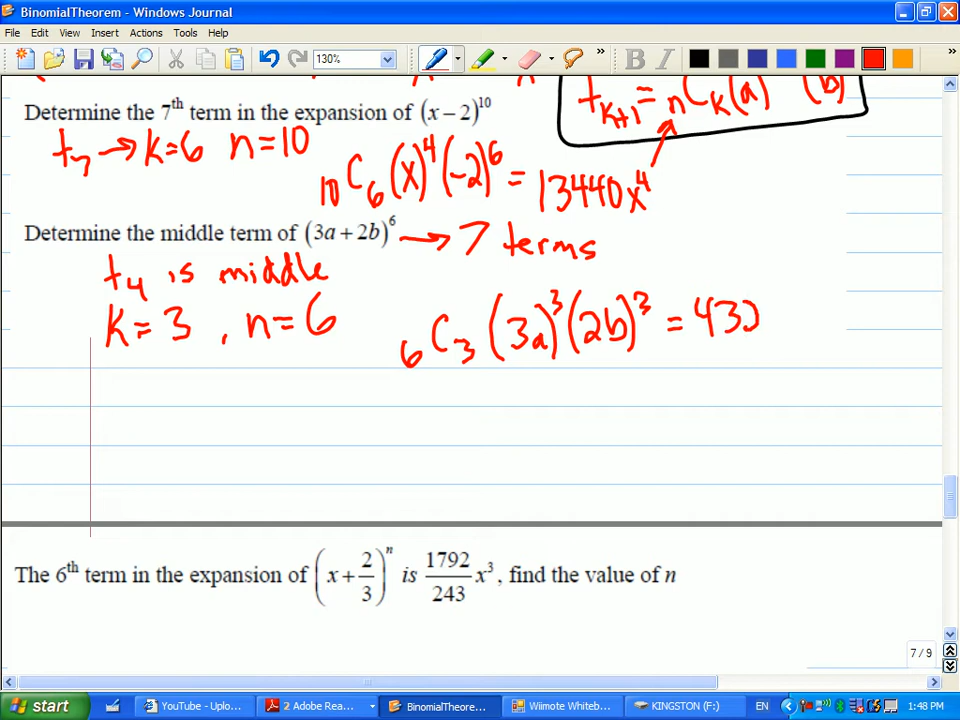 BinomialTheorem - Windows Journal
File Edit View Insert Actions Tools Help
130% B I
t_{k+1} = nCk(a) (b)
Determine the 7th term in the expansion of (x − 2)^10
t_7 → k=6 n=10
10C6 (x)^4 (-2)^6 = 13440x^4
Determine the middle term of (3a + 2b)^6 → 7 terms
t_4 is middle
k = 3 , n = 6
6C3 (3a)^3 (2b)^3 = 43
The 6th term in the expansion of (x + 2/3)^n is 1792/243 x^3, find the value of n
7 / 9
start YouTube - Uplo... 2 Adobe Rea... BinomialTheore... Wiimote Whiteb... KINGSTON (F:) EN 1:48 PM